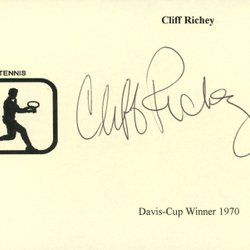 Cliff Richey
TENNIS
Cliff Richey
Davis-Cup Winner 1970